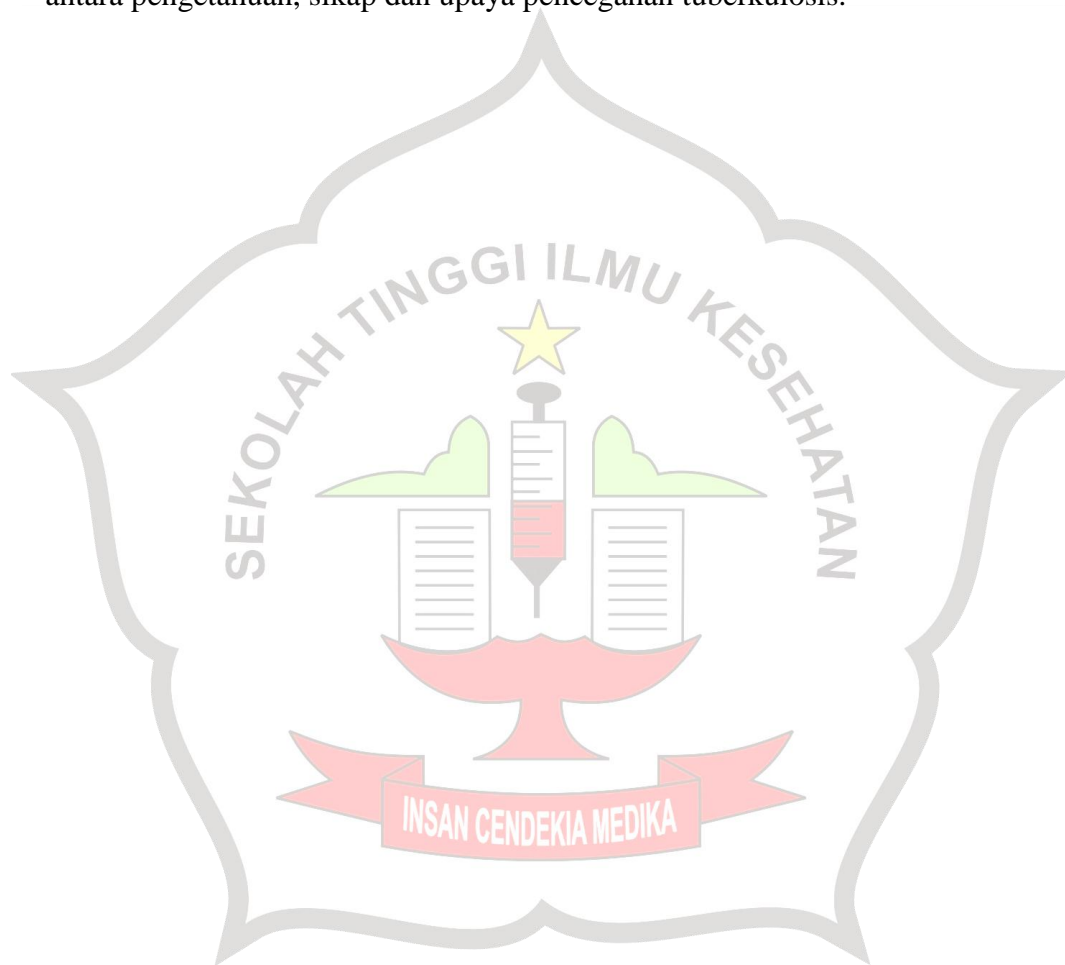 antara pengetahuan, sikap dan upaya pencegahan tuberkulosis.
SEKOLAH TINGGI ILMU KESEHATAN
INSAN CENDEKIA MEDIKA